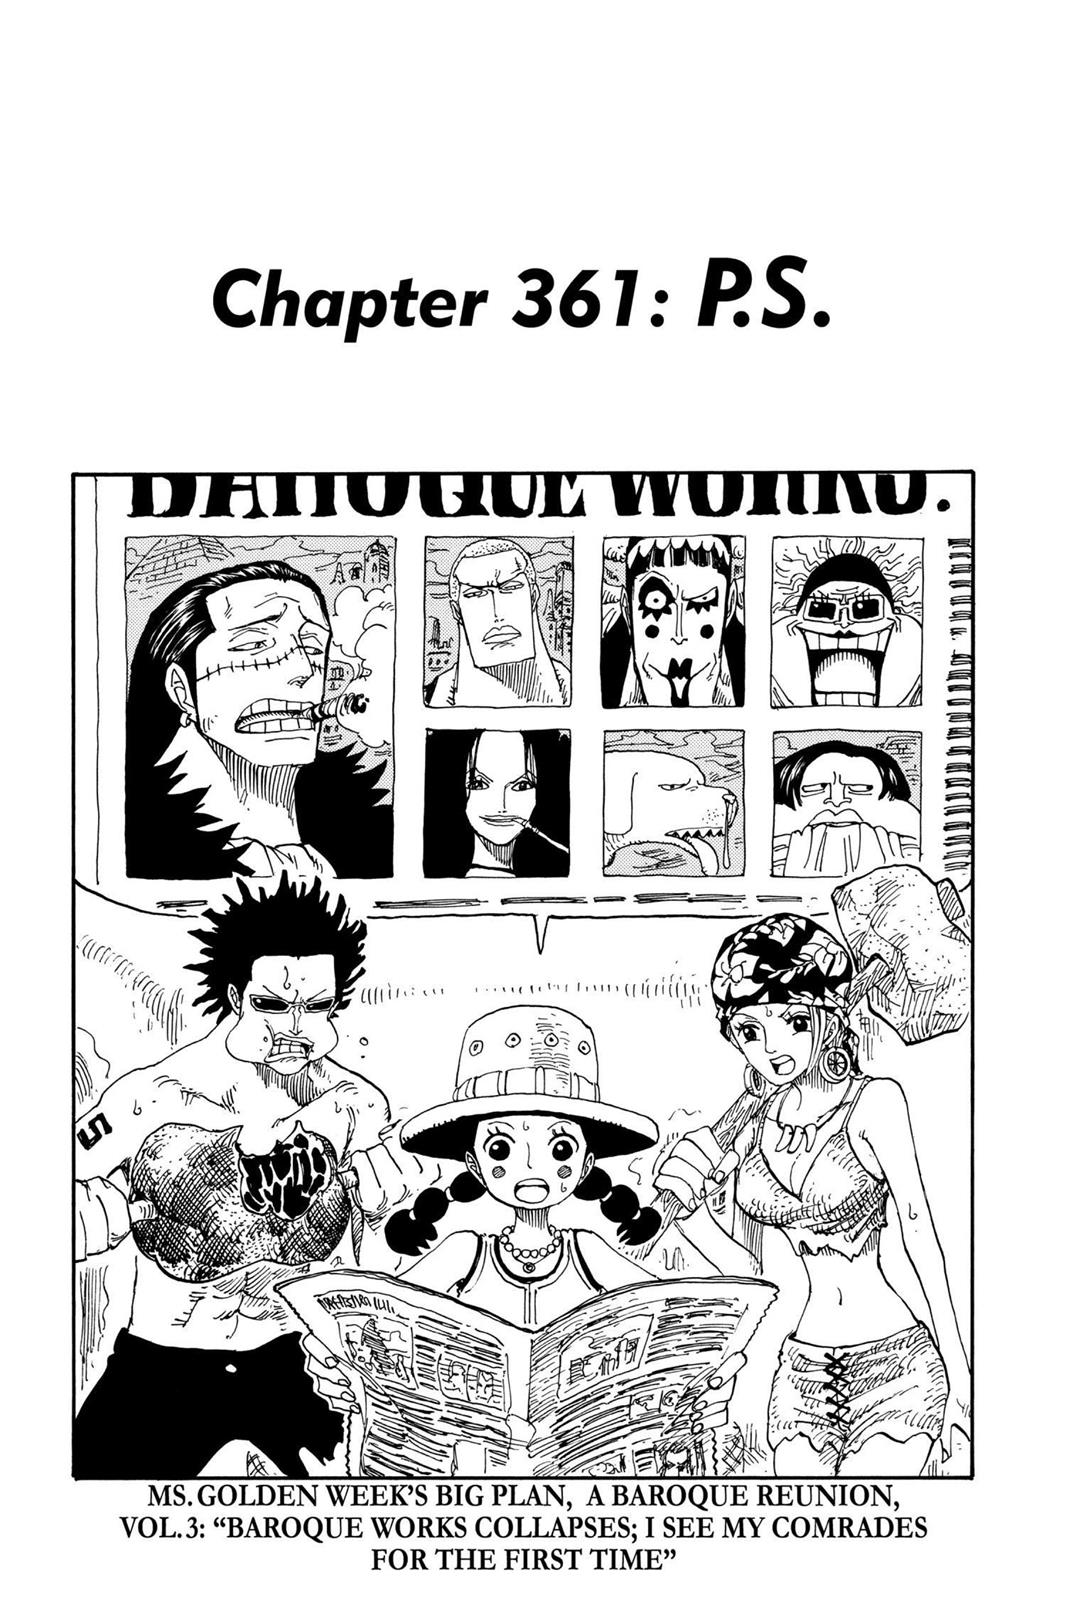 Chapter 361: P.S.
BAROQUE WORKS.
5
MS. GOLDEN WEEK'S BIG PLAN, A BAROQUE REUNION,
VOL. 3: “BAROQUE WORKS COLLAPSES; I SEE MY COMRADES
FOR THE FIRST TIME”